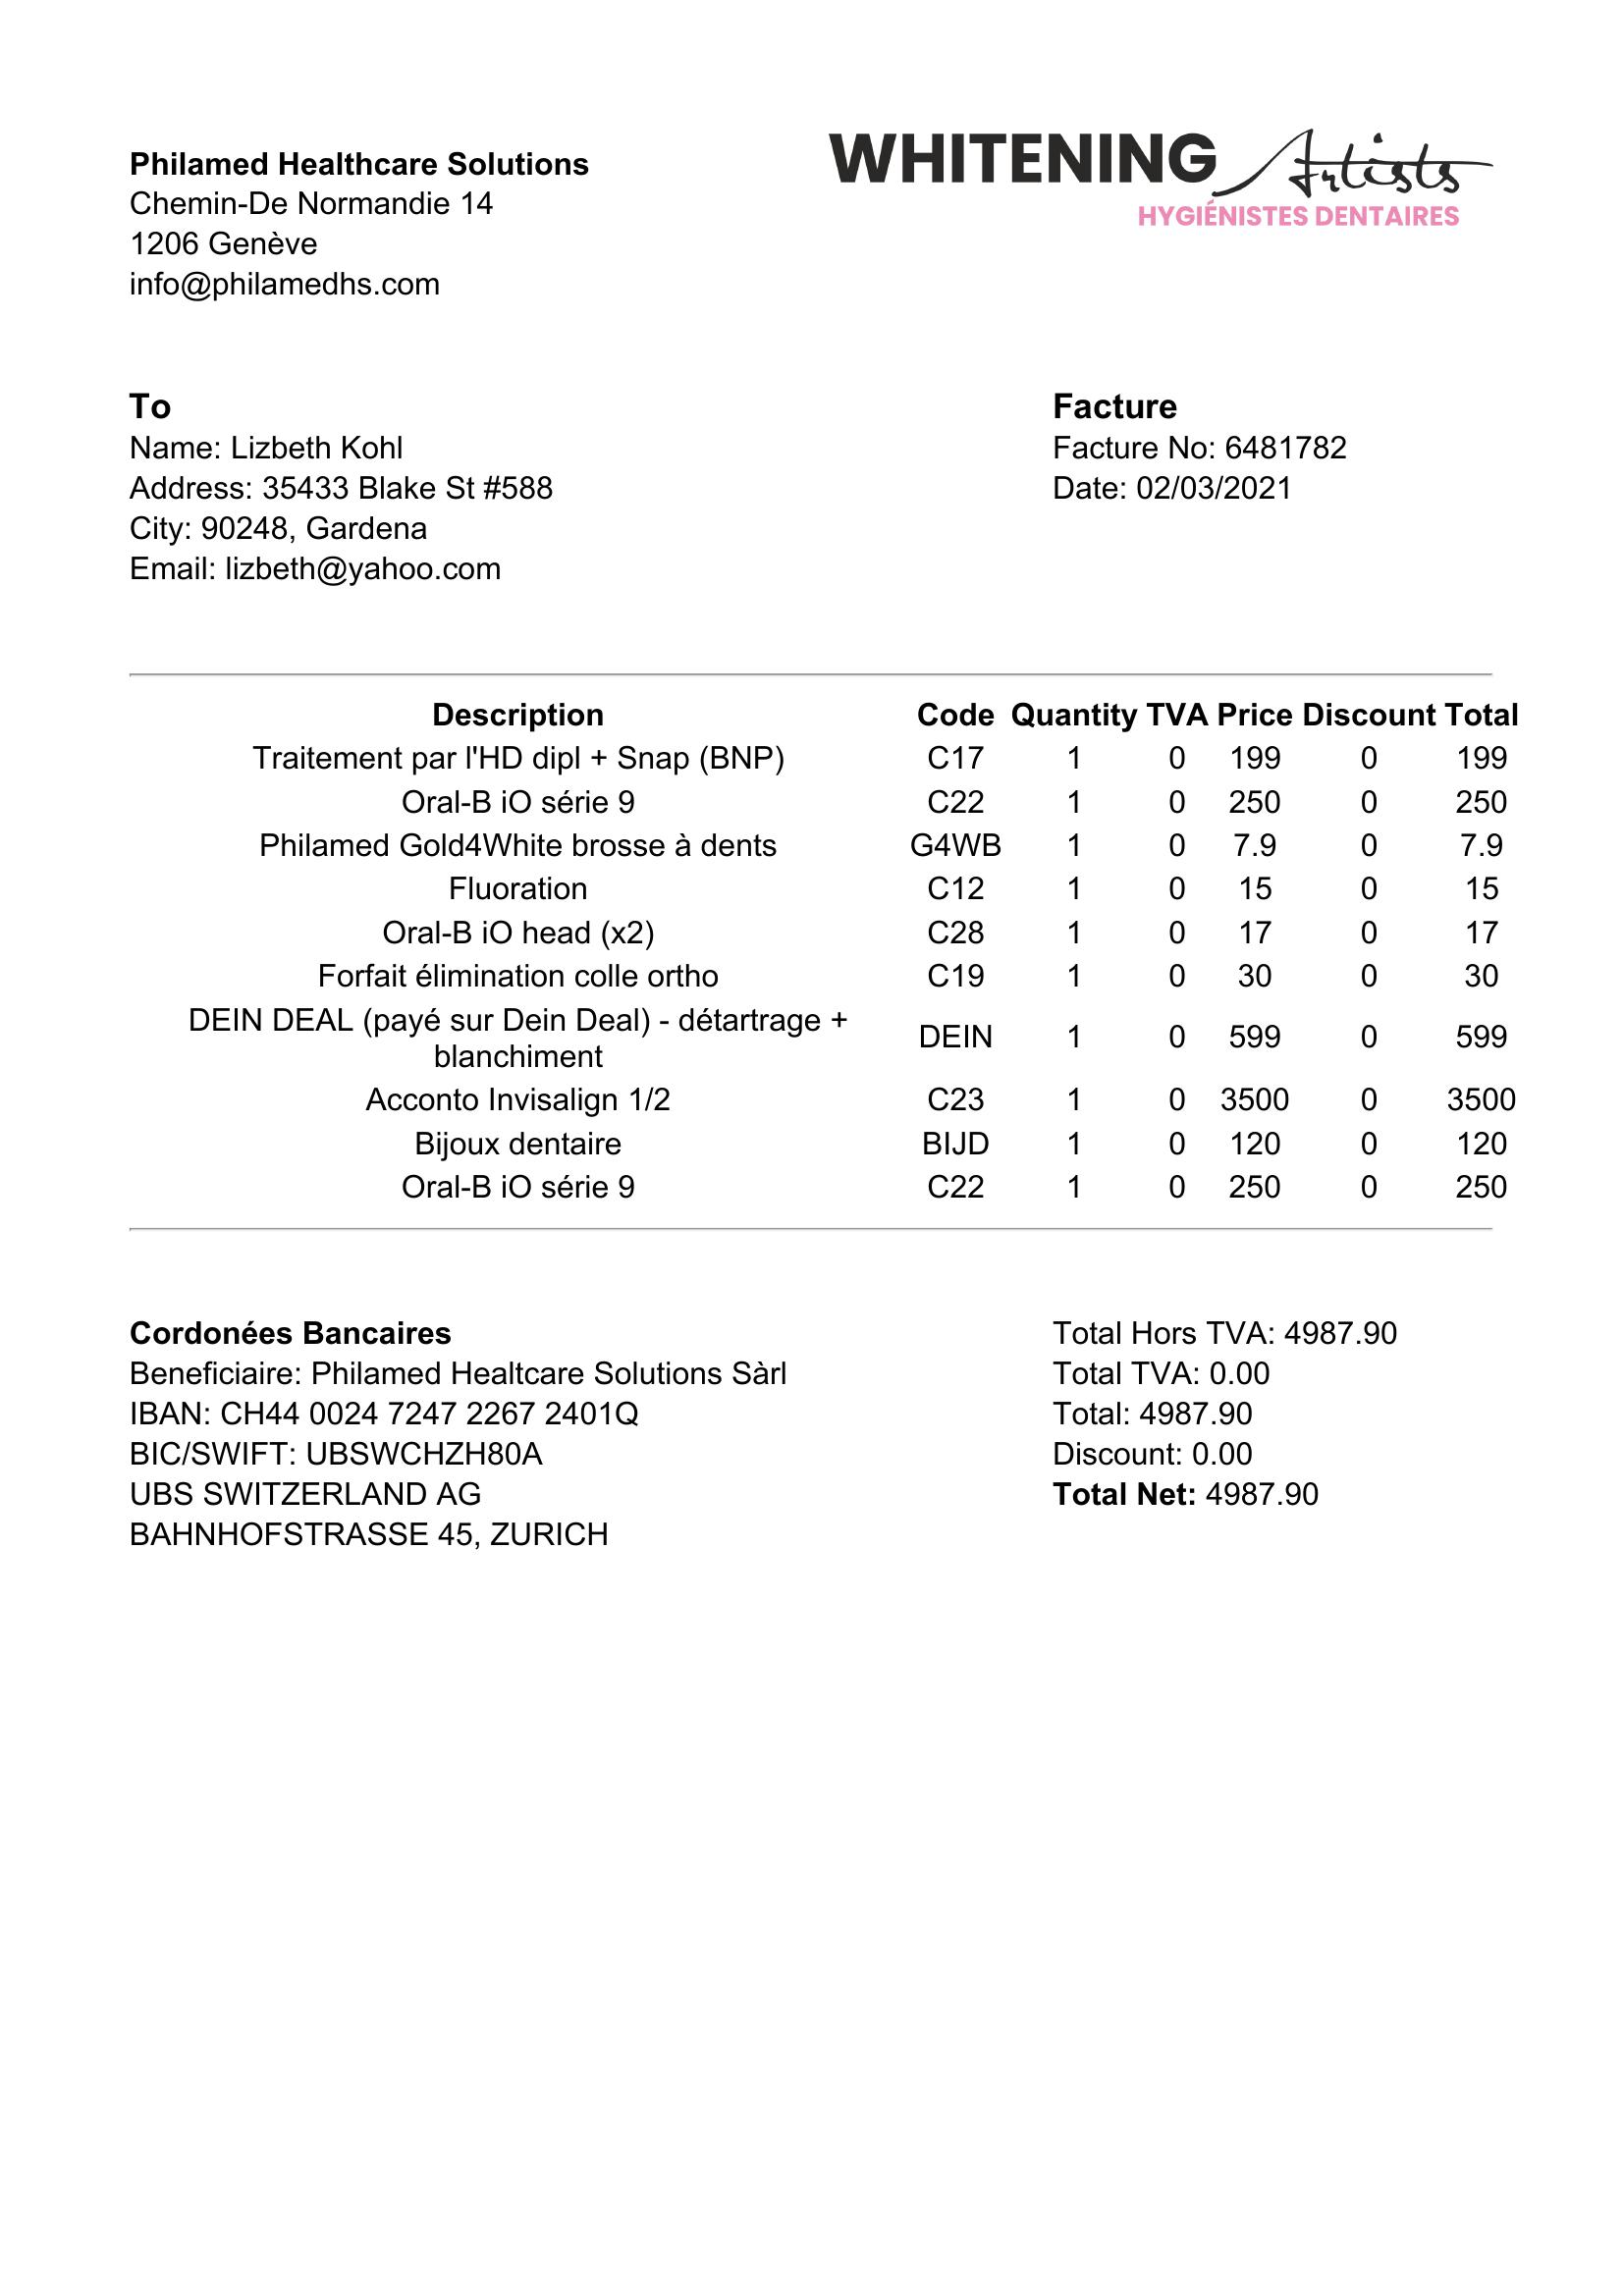 WHITENING Artists
HYGIÉNISTES DENTAIRES
Philamed Healthcare Solutions
Chemin-De Normandie 14
1206 Genève
info@philamedhs.com
To
Name: Lizbeth Kohl
Address: 35433 Blake St #588
City: 90248, Gardena
Email: lizbeth@yahoo.com
Facture
Facture No: 6481782
Date: 02/03/2021
Description Code Quantity TVA Price Discount Total
Traitement par l'HD dipl + Snap (BNP) C17 1 0 199 0 199
Oral-B iO série 9 C22 1 0 250 0 250
Philamed Gold4White brosse à dents G4WB 1 0 7.9 0 7.9
Fluoration C12 1 0 15 0 15
Oral-B iO head (x2) C28 1 0 17 0 17
Forfait élimination colle ortho C19 1 0 30 0 30
DEIN DEAL (payé sur Dein Deal) - détartrage +
blanchiment DEIN 1 0 599 0 599
Acconto Invisalign 1/2 C23 1 0 3500 0 3500
Bijoux dentaire BIJD 1 0 120 0 120
Oral-B iO série 9 C22 1 0 250 0 250
Cordonées Bancaires
Beneficiaire: Philamed Healtcare Solutions Sàrl
IBAN: CH44 0024 7247 2267 2401Q
BIC/SWIFT: UBSWCHZH80A
UBS SWITZERLAND AG
BAHNHOFSTRASSE 45, ZURICH
Total Hors TVA: 4987.90
Total TVA: 0.00
Total: 4987.90
Discount: 0.00
Total Net: 4987.90